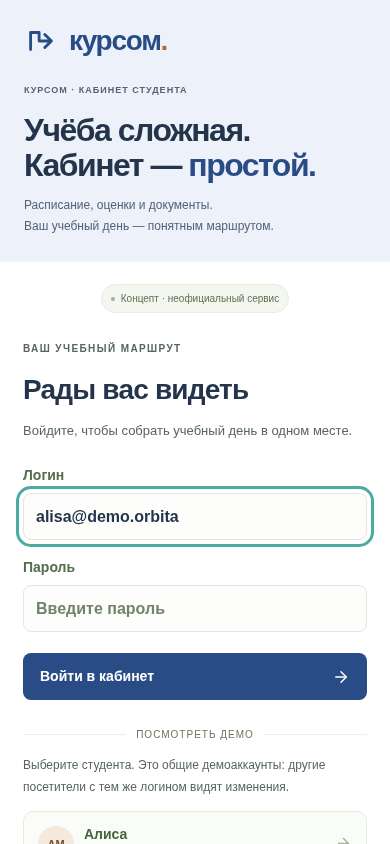 курсом.
КУРСОМ · КАБИНЕТ СТУДЕНТА
Учёба сложная.
Кабинет — простой.
Расписание, оценки и документы.
Ваш учебный день — понятным маршрутом.
Концепт · неофициальный сервис
ВАШ УЧЕБНЫЙ МАРШРУТ
Рады вас видеть
Войдите, чтобы собрать учебный день в одном месте.
Логин
alisa@demo.orbita
Пароль
Введите пароль
Войти в кабинет
ПОСМОТРЕТЬ ДЕМО
Выберите студента. Это общие демоаккаунты: другие
посетители с тем же логином видят изменения.
Алиса
АМ